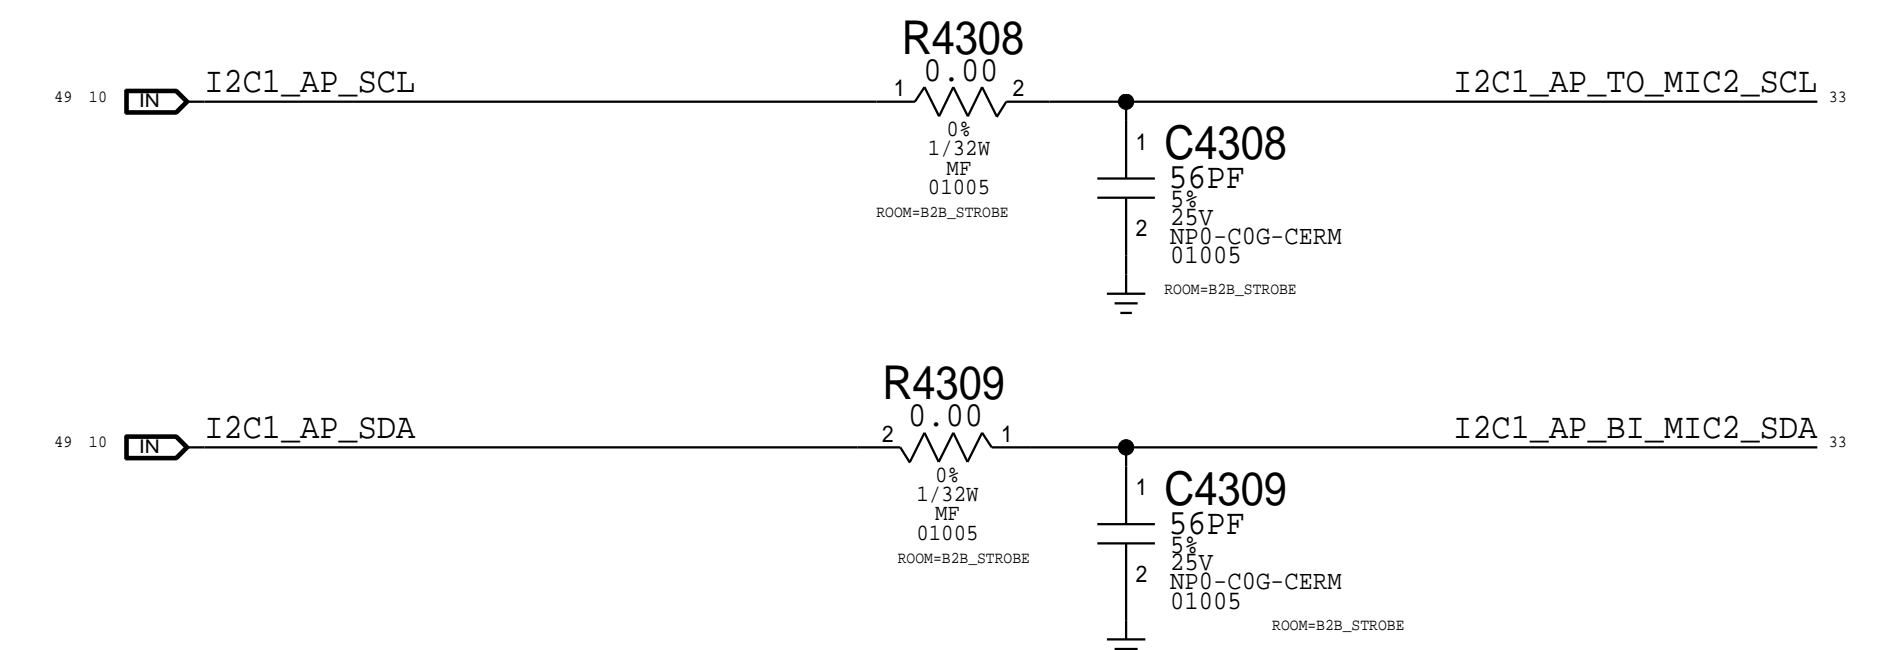 R4308
0.00
49 10 IN I2C1_AP_SCL 1 2 I2C1_AP_TO_MIC2_SCL 33
0%
1/32W
MF
01005
ROOM=B2B_STROBE
1 C4308
56PF
5%
25V
2 NP0-C0G-CERM
01005
ROOM=B2B_STROBE
R4309
0.00
49 10 IN I2C1_AP_SDA 2 1 I2C1_AP_BI_MIC2_SDA 33
0%
1/32W
MF
01005
ROOM=B2B_STROBE
1 C4309
56PF
5%
25V
2 NP0-C0G-CERM
01005
ROOM=B2B_STROBE